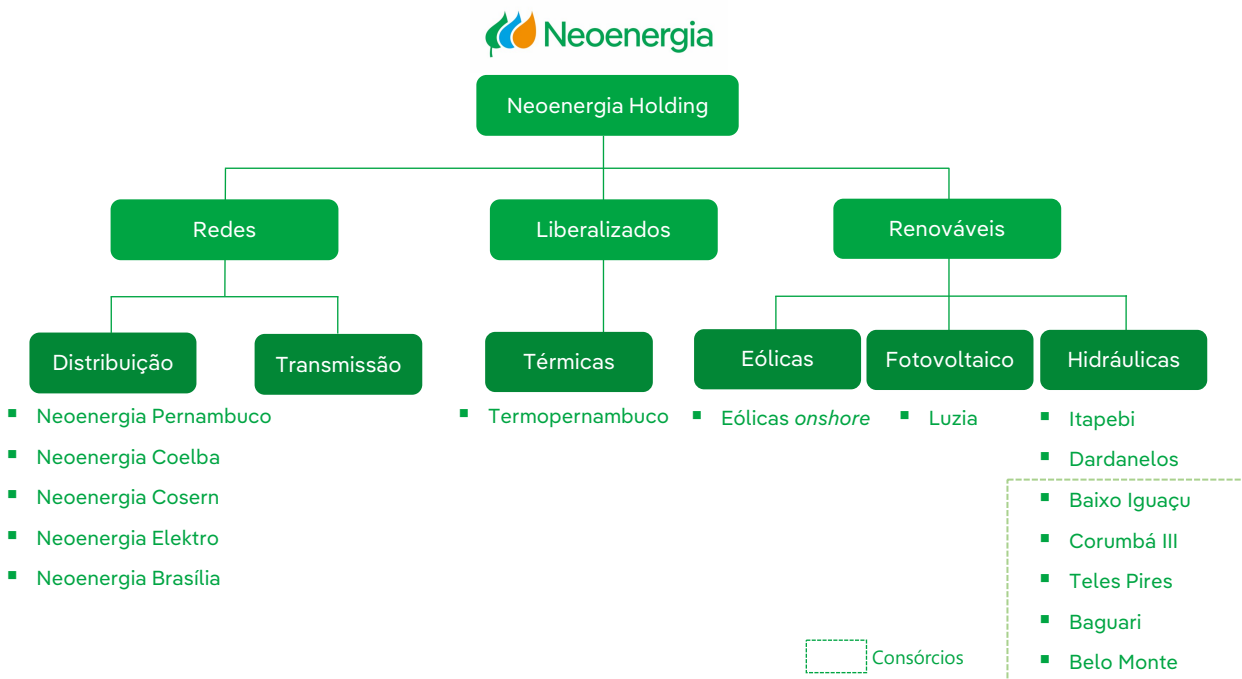 Neoenergia
Neoenergia Holding
Redes
Liberalizados
Renováveis
Distribuição
Transmissão
Térmicas
Eólicas
Fotovoltaico
Hidráulicas
Neoenergia Pernambuco
Neoenergia Coelba
Neoenergia Cosern
Neoenergia Elektro
Neoenergia Brasília
Termopernambuco
Eólicas onshore
Luzia
Itapebi
Dardanelos
Baixo Iguaçu
Corumbá III
Teles Pires
Baguari
Belo Monte
Consórcios